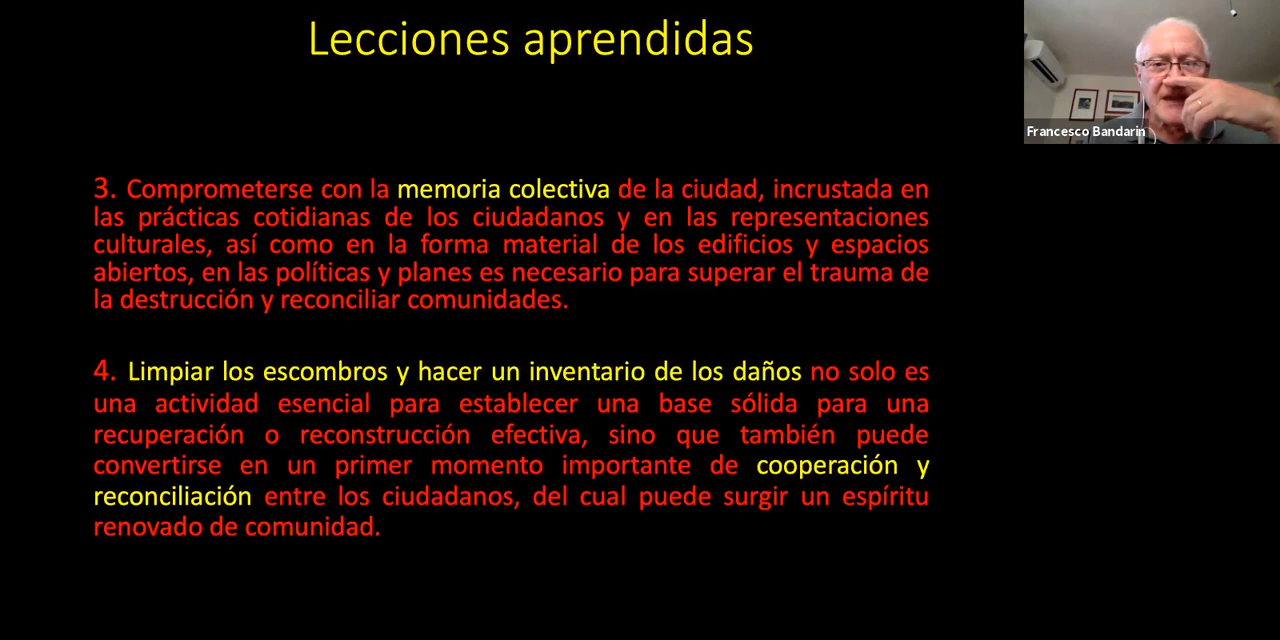 Lecciones aprendidas
Francesco Bandarin
3. Comprometerse con la memoria colectiva de la ciudad, incrustada en
las prácticas cotidianas de los ciudadanos y en las representaciones
culturales, así como en la forma material de los edificios y espacios
abiertos, en las políticas y planes es necesario para superar el trauma de
la destrucción y reconciliar comunidades.
4. Limpiar los escombros y hacer un inventario de los daños no solo es
una actividad esencial para establecer una base sólida para una
recuperación o reconstrucción efectiva, sino que también puede
convertirse en un primer momento importante de cooperación y
reconciliación entre los ciudadanos, del cual puede surgir un espíritu
renovado de comunidad.